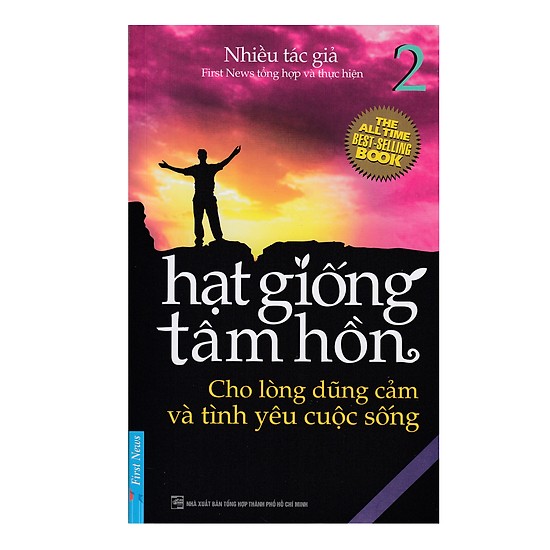 Nhiều tác giả
First News tổng hợp và thực hiện
2
THE
ALL TIME
BEST-SELLING
BOOK
hạt giống
tâm hồn
Cho lòng dũng cảm
và tình yêu cuộc sống
First News
NHÀ XUẤT BẢN TỔNG HỢP THÀNH PHỐ HỒ CHÍ MINH